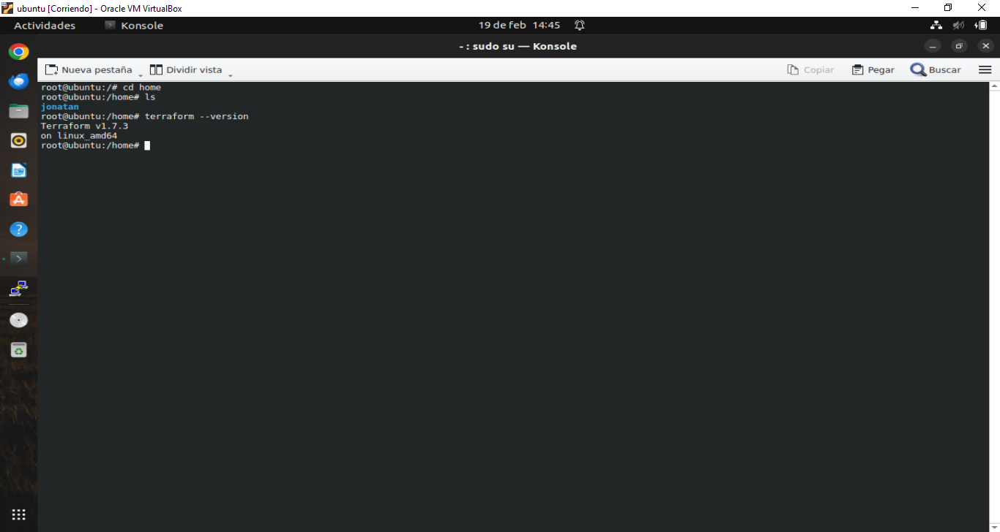 ubuntu [Corriendo] - Oracle VM VirtualBox
Actividades Konsole 19 de feb 14:45
- : sudo su — Konsole
Nueva pestaña Dividir vista Copiar Pegar Buscar
root@ubuntu:/# cd home
root@ubuntu:/home# ls
jonatan
root@ubuntu:/home# terraform --version
Terraform v1.7.3
on linux_amd64
root@ubuntu:/home#